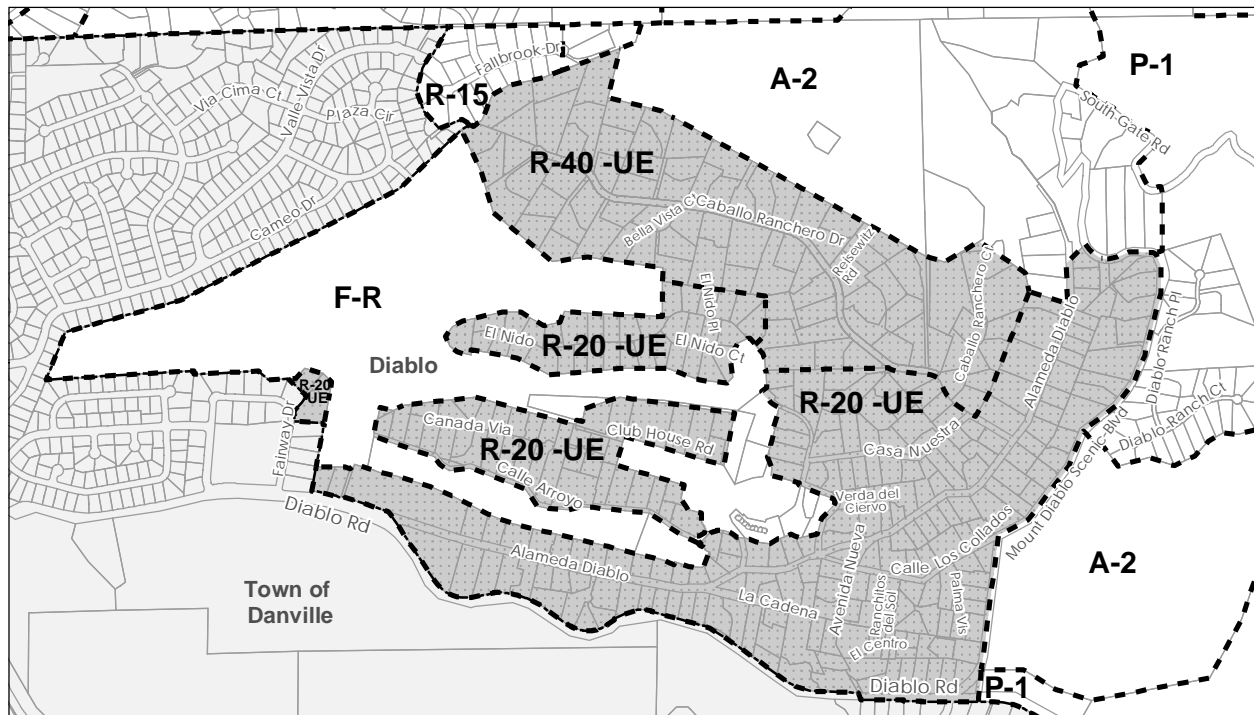 Fallbrook Dr
A-2
P-1
Valle Vista Dr
Via Cima Ct
Plaza Cir
R-15
South Gate Rd
R-40 -UE
Cameo Dr
Bella Vista Ct
Caballo Ranchero Dr
Reisewitz
Rd
Caballo Ranchero Ct
F-R
El Nido Pl
El Nido
R-20 -UE
El Nido Ct
Alameda Diablo
Diablo Ranch Pl
Diablo
R-20
UE
R-20 -UE
Diablo Ranch Ct
Fairway Dr
Canada Via
Club House Rd
Casa Nuestra
R-20 -UE
Calle Arroyo
Mount Diablo Scenic Blvd
Verda del
Ciervo
Diablo Rd
Alameda Diablo
Avenida Nueva
Calle Los Collados
A-2
Town of
Danville
La Cadena
Ranchitos
del Sol
Palma Vis
El Centro
Diablo Rd
P-1